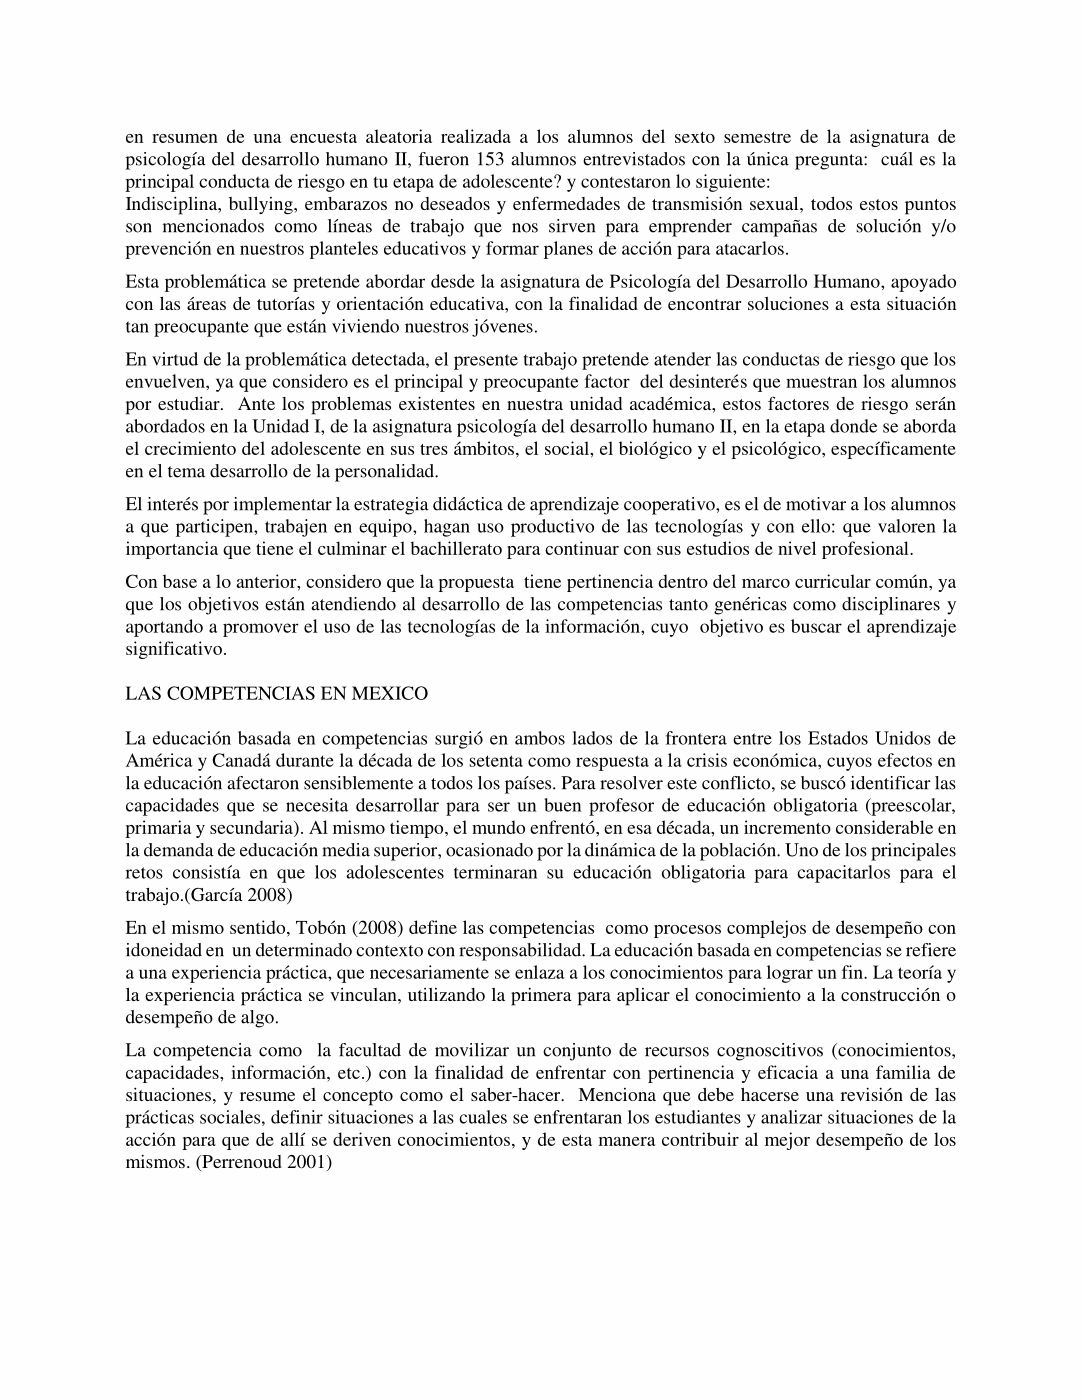 en resumen de una encuesta aleatoria realizada a los alumnos del sexto semestre de la asignatura de
psicología del desarrollo humano II, fueron 153 alumnos entrevistados con la única pregunta:  cuál es la
principal conducta de riesgo en tu etapa de adolescente? y contestaron lo siguiente:
Indisciplina, bullying, embarazos no deseados y enfermedades de transmisión sexual, todos estos puntos
son mencionados como líneas de trabajo que nos sirven para emprender campañas de solución y/o
prevención en nuestros planteles educativos y formar planes de acción para atacarlos.
Esta problemática se pretende abordar desde la asignatura de Psicología del Desarrollo Humano, apoyado
con las áreas de tutorías y orientación educativa, con la finalidad de encontrar soluciones a esta situación
tan preocupante que están viviendo nuestros jóvenes.
En virtud de la problemática detectada, el presente trabajo pretende atender las conductas de riesgo que los
envuelven, ya que considero es el principal y preocupante factor  del desinterés que muestran los alumnos
por estudiar.  Ante los problemas existentes en nuestra unidad académica, estos factores de riesgo serán
abordados en la Unidad I, de la asignatura psicología del desarrollo humano II, en la etapa donde se aborda
el crecimiento del adolescente en sus tres ámbitos, el social, el biológico y el psicológico, específicamente
en el tema desarrollo de la personalidad.
El interés por implementar la estrategia didáctica de aprendizaje cooperativo, es el de motivar a los alumnos
a que participen, trabajen en equipo, hagan uso productivo de las tecnologías y con ello: que valoren la
importancia que tiene el culminar el bachillerato para continuar con sus estudios de nivel profesional.
Con base a lo anterior, considero que la propuesta  tiene pertinencia dentro del marco curricular común, ya
que los objetivos están atendiendo al desarrollo de las competencias tanto genéricas como disciplinares y
aportando a promover el uso de las tecnologías de la información, cuyo  objetivo es buscar el aprendizaje
significativo.
LAS COMPETENCIAS EN MEXICO
La educación basada en competencias surgió en ambos lados de la frontera entre los Estados Unidos de
América y Canadá durante la década de los setenta como respuesta a la crisis económica, cuyos efectos en
la educación afectaron sensiblemente a todos los países. Para resolver este conflicto, se buscó identificar las
capacidades que se necesita desarrollar para ser un buen profesor de educación obligatoria (preescolar,
primaria y secundaria). Al mismo tiempo, el mundo enfrentó, en esa década, un incremento considerable en
la demanda de educación media superior, ocasionado por la dinámica de la población. Uno de los principales
retos consistía en que los adolescentes terminaran su educación obligatoria para capacitarlos para el
trabajo.(García 2008)
En el mismo sentido, Tobón (2008) define las competencias  como procesos complejos de desempeño con
idoneidad en  un determinado contexto con responsabilidad. La educación basada en competencias se refiere
a una experiencia práctica, que necesariamente se enlaza a los conocimientos para lograr un fin. La teoría y
la experiencia práctica se vinculan, utilizando la primera para aplicar el conocimiento a la construcción o
desempeño de algo.
La competencia como  la facultad de movilizar un conjunto de recursos cognoscitivos (conocimientos,
capacidades, información, etc.) con la finalidad de enfrentar con pertinencia y eficacia a una familia de
situaciones, y resume el concepto como el saber-hacer.  Menciona que debe hacerse una revisión de las
prácticas sociales, definir situaciones a las cuales se enfrentaran los estudiantes y analizar situaciones de la
acción para que de allí se deriven conocimientos, y de esta manera contribuir al mejor desempeño de los
mismos. (Perrenoud 2001)